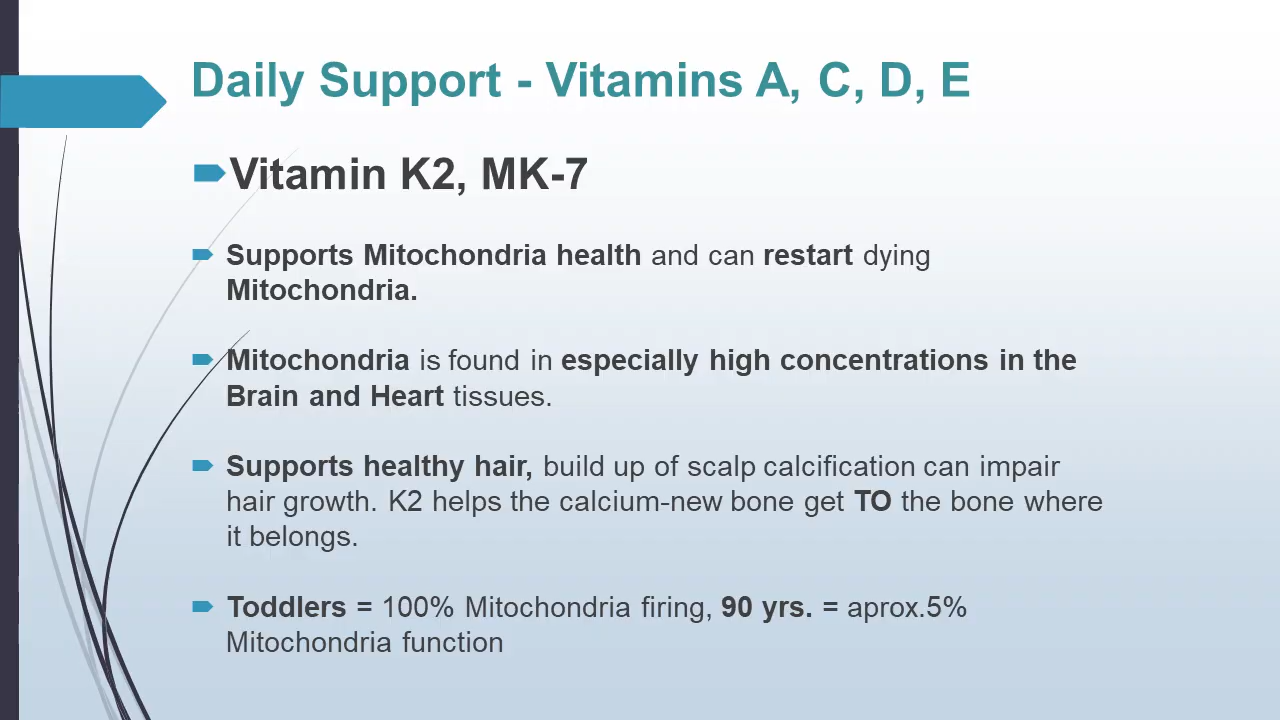 Daily Support - Vitamins A, C, D, E
Vitamin K2, MK-7
Supports Mitochondria health and can restart dying
Mitochondria.
Mitochondria is found in especially high concentrations in the
Brain and Heart tissues.
Supports healthy hair, build up of scalp calcification can impair
hair growth. K2 helps the calcium-new bone get TO the bone where
it belongs.
Toddlers = 100% Mitochondria firing, 90 yrs. = aprox.5%
Mitochondria function